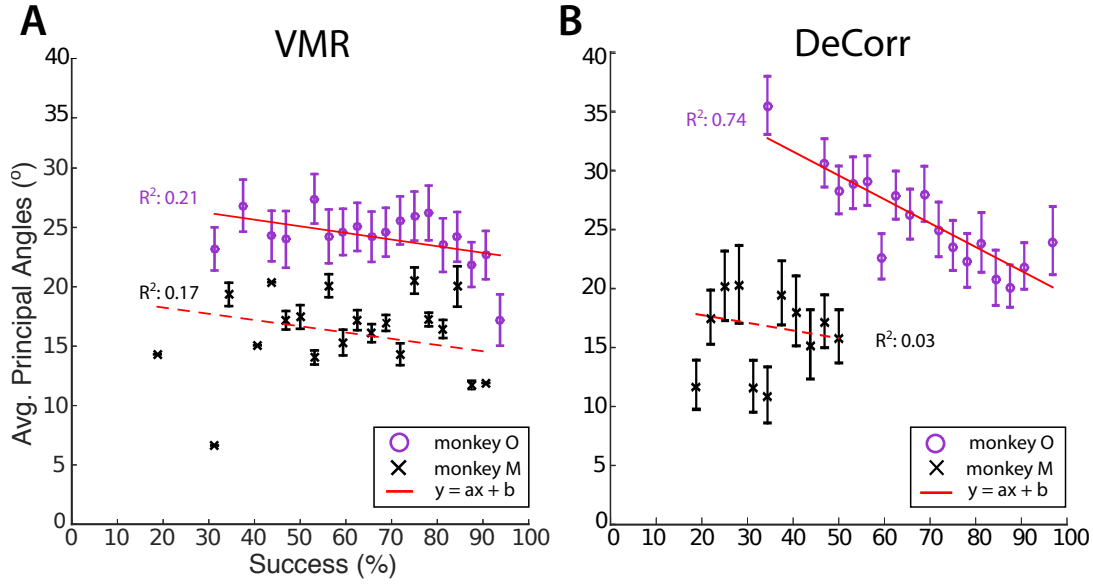 A
VMR
Avg. Principal Angles (º)
40
35
30
25
20
15
10
5
0
R²: 0.21
R²: 0.17
monkey O
monkey M
y = ax + b
0 10 20 30 40 50 60 70 80 90 100
Success (%)
B
DeCorr
40
35
30
25
20
15
10
5
0
R²: 0.74
R²: 0.03
monkey O
monkey M
y = ax + b
0 10 20 30 40 50 60 70 80 90 100